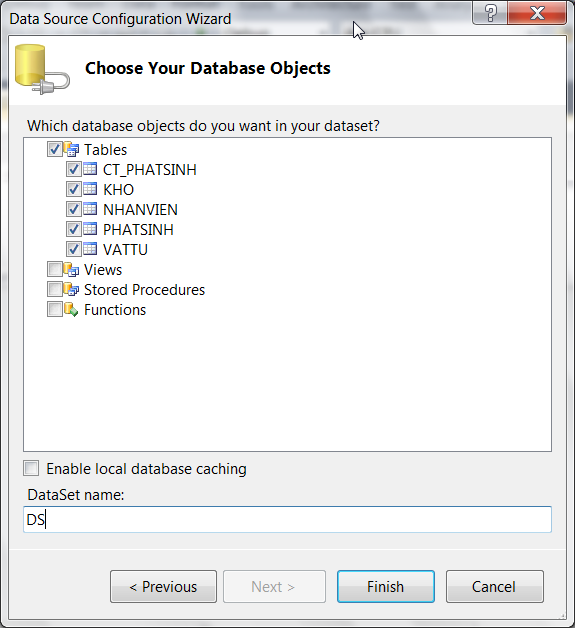 Data Source Configuration Wizard
Choose Your Database Objects
Which database objects do you want in your dataset?
Tables
CT_PHATSINH
KHO
NHANVIEN
PHATSINH
VATTU
Views
Stored Procedures
Functions
Enable local database caching
DataSet name:
DS
< Previous Next > Finish Cancel